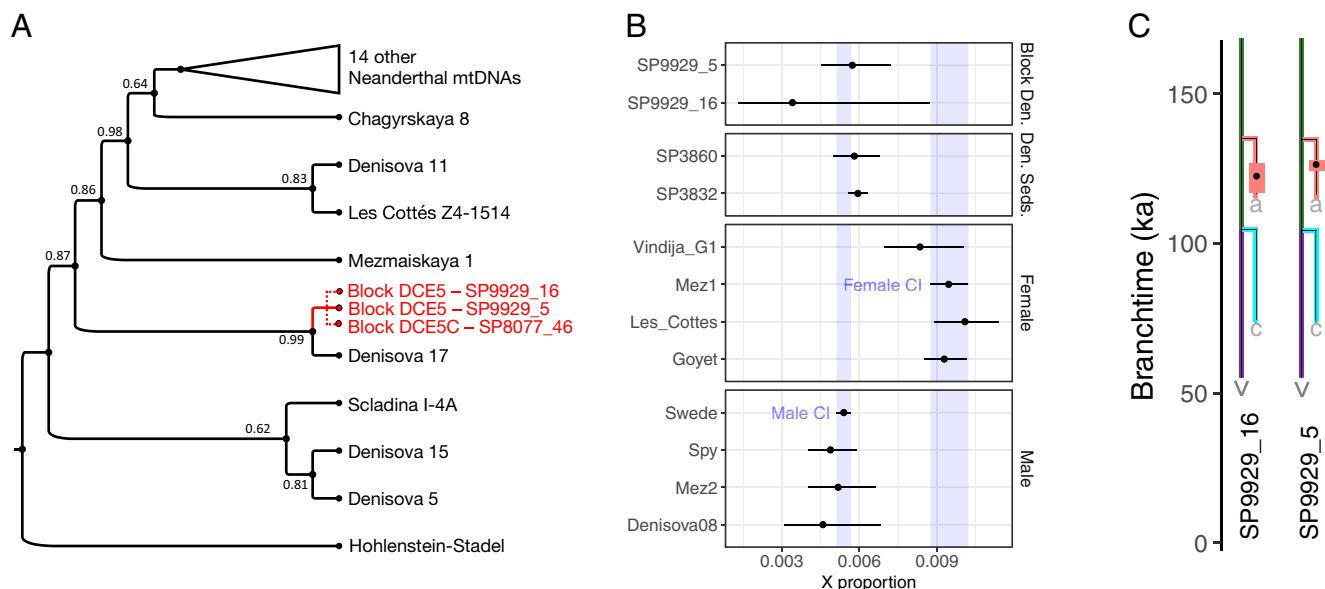 A
14 other
Neanderthal mtDNAs
0.64
Chagyrskaya 8
0.98
Denisova 11
0.83
Les Cottés Z4-1514
0.86
Mezmaiskaya 1
0.87
Block DCE5 – SP9929_16
Block DCE5 – SP9929_5
Block DCE5C – SP8077_46
0.99
Denisova 17
Scladina I-4A
0.62
Denisova 15
0.81
Denisova 5
Hohlenstein-Stadel
B
SP9929_5
SP9929_16
Block Den.
SP3860
SP3832
Den. Seds.
Vindija_G1
Mez1
Female CI
Les_Cottes
Goyet
Female
Swede
Male CI
Spy
Mez2
Denisova08
Male
0.003
0.006
0.009
X proportion
C
Branchtime (ka)
150
100
50
0
a
c
V
SP9929_16
a
c
V
SP9929_5